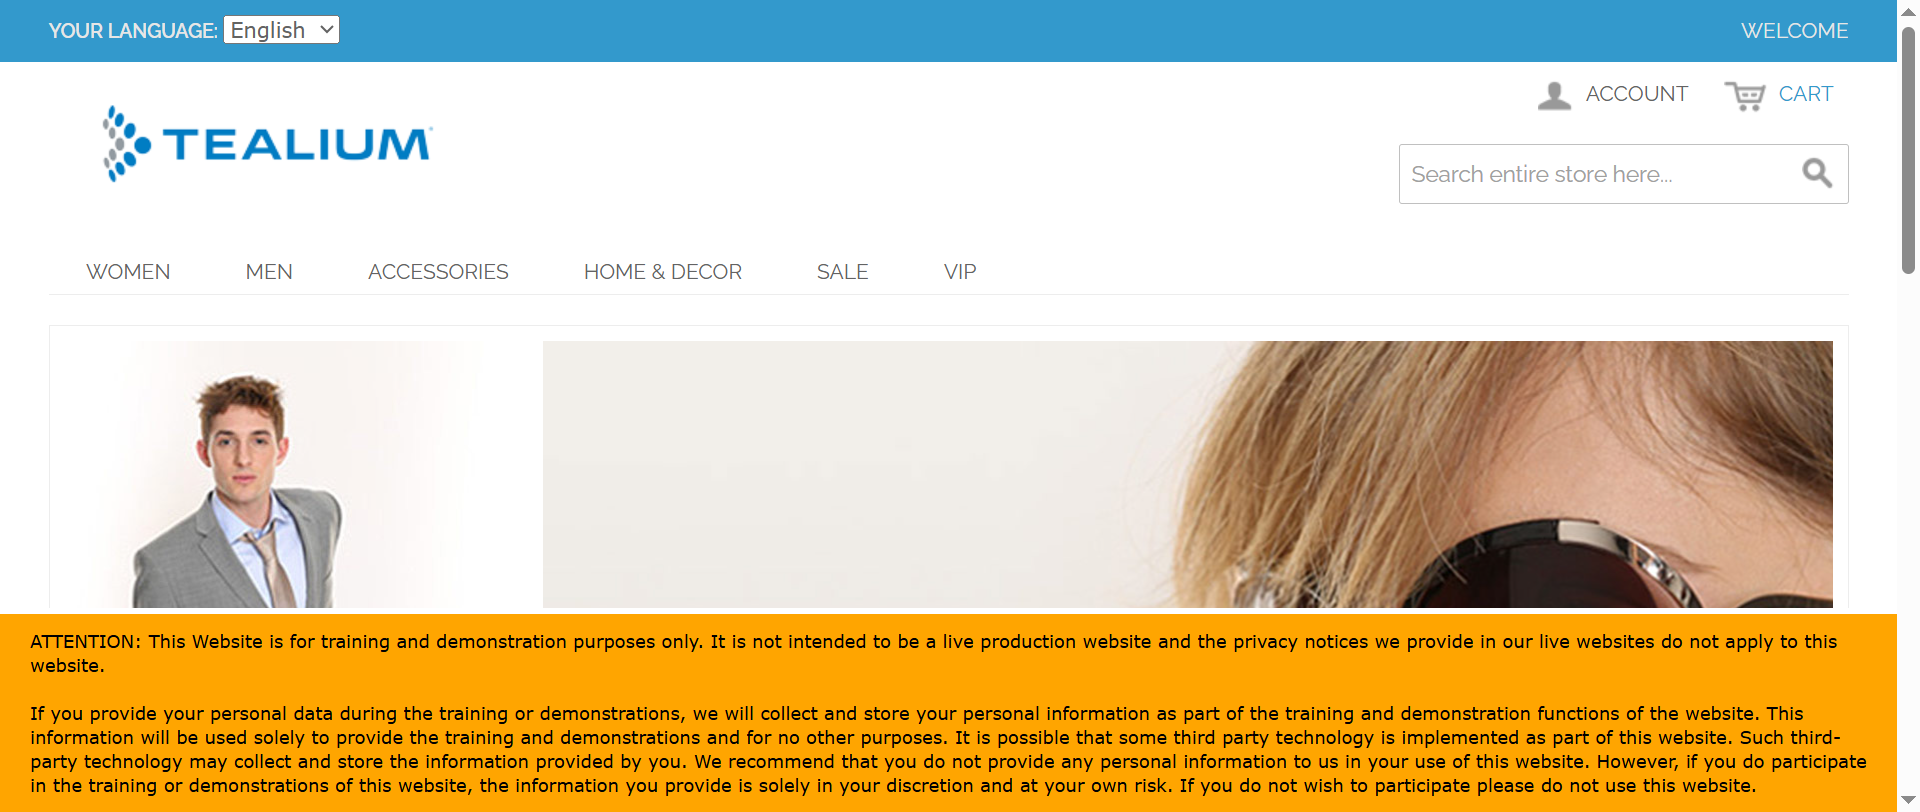 YOUR LANGUAGE: English
WELCOME
ACCOUNT
CART
TEALIUM
Search entire store here...
WOMEN
MEN
ACCESSORIES
HOME & DECOR
SALE
VIP
ATTENTION: This Website is for training and demonstration purposes only. It is not intended to be a live production website and the privacy notices we provide in our live websites do not apply to this
website.
If you provide your personal data during the training or demonstrations, we will collect and store your personal information as part of the training and demonstration functions of the website. This
information will be used solely to provide the training and demonstrations and for no other purposes. It is possible that some third party technology is implemented as part of this website. Such third-
party technology may collect and store the information provided by you. We recommend that you do not provide any personal information to us in your use of this website. However, if you do participate
in the training or demonstrations of this website, the information you provide is solely in your discretion and at your own risk. If you do not wish to participate please do not use this website.